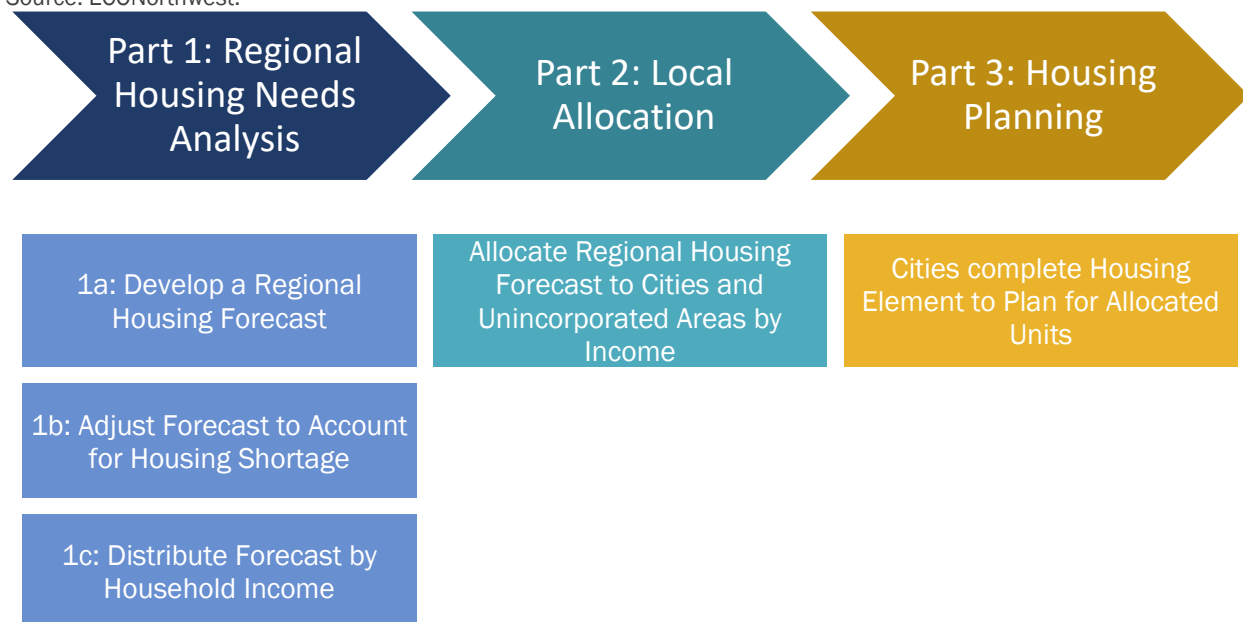 Source: ECONorthwest.
Part 1: Regional
Housing Needs
Analysis
Part 2: Local
Allocation
Part 3: Housing
Planning
1a: Develop a Regional
Housing Forecast
Allocate Regional Housing
Forecast to Cities and
Unincorporated Areas by
Income
Cities complete Housing
Element to Plan for Allocated
Units
1b: Adjust Forecast to Account
for Housing Shortage
1c: Distribute Forecast by
Household Income